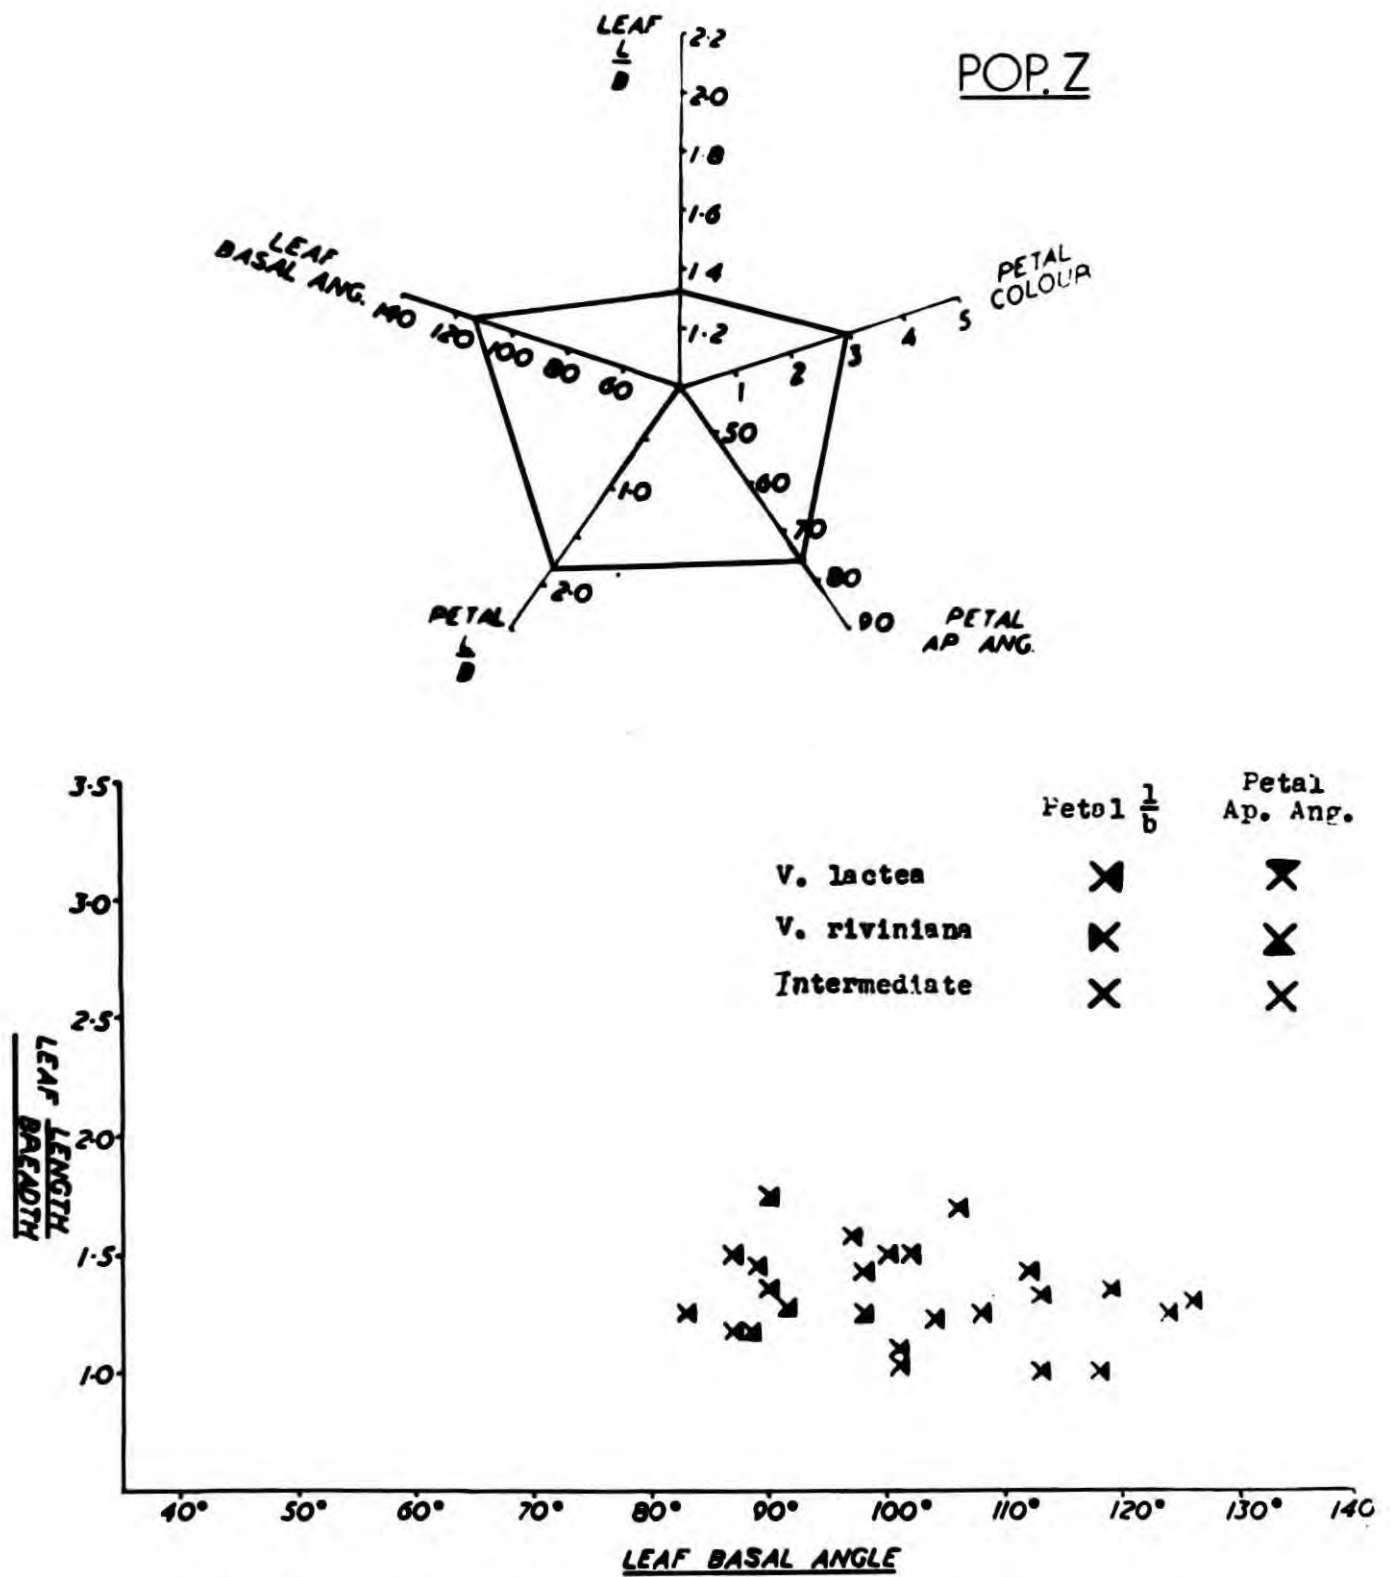 POP. Z
LEAF
L
B
2·2
2·0
1·8
1·6
1·4
1·2
PETAL
COLOUR
1
2
3
4
5
LEAF
BASAL ANG.
140
120
100
80
60
50
60
70
80
90
PETAL
AP ANG.
1·0
2·0
PETAL
L
B
Petal l/b
Petal
Ap. Ang.
V. lactea
V. riviniana
Intermediate
3·5
3·0
2·5
2·0
1·5
1·0
LEAF LENGTH
BREADTH
40° 50° 60° 70° 80° 90° 100° 110° 120° 130° 140
LEAF BASAL ANGLE